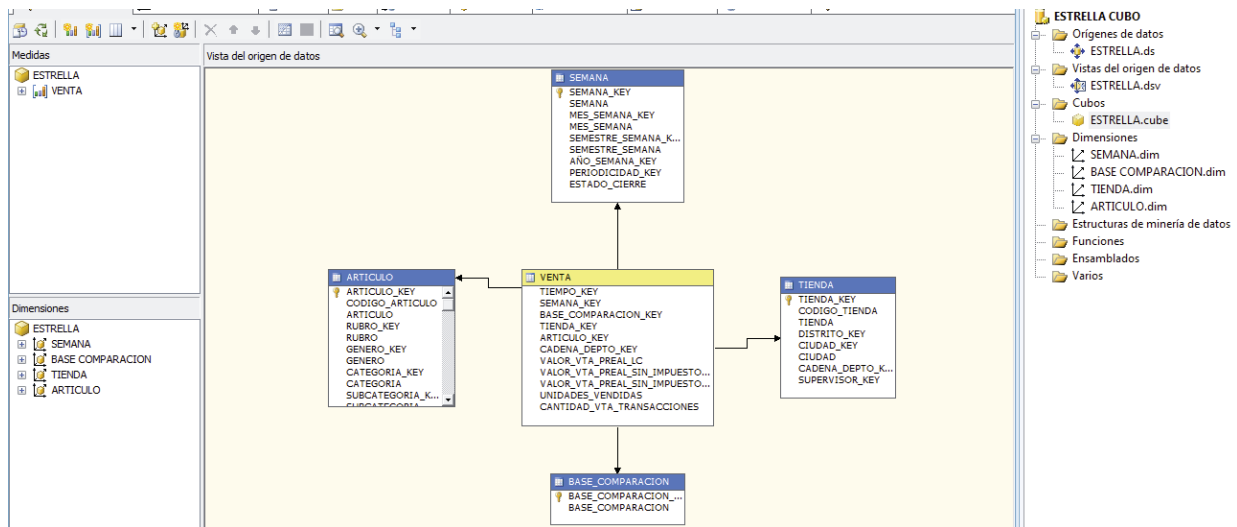 Medidas
ESTRELLA
VENTA
Dimensiones
ESTRELLA
SEMANA
BASE COMPARACION
TIENDA
ARTICULO
Vista del origen de datos
SEMANA
SEMANA_KEY
SEMANA
MES_SEMANA_KEY
MES_SEMANA
SEMESTRE_SEMANA_K...
SEMESTRE_SEMANA
AÑO_SEMANA_KEY
PERIODICIDAD_KEY
ESTADO_CIERRE
ARTICULO
ARTICULO_KEY
CODIGO_ARTICULO
ARTICULO
RUBRO_KEY
RUBRO
GENERO_KEY
GENERO
CATEGORIA_KEY
CATEGORIA
SUBCATEGORIA_K...
SUBCATEGORIA
VENTA
TIEMPO_KEY
SEMANA_KEY
BASE_COMPARACION_KEY
TIENDA_KEY
ARTICULO_KEY
CADENA_DEPTO_KEY
VALOR_VTA_PREAL_LC
VALOR_VTA_PREAL_SIN_IMPUESTO...
VALOR_VTA_PREAL_SIN_IMPUESTO...
UNIDADES_VENDIDAS
CANTIDAD_VTA_TRANSACCIONES
TIENDA
TIENDA_KEY
CODIGO_TIENDA
TIENDA
DISTRITO_KEY
CIUDAD_KEY
CIUDAD
CADENA_DEPTO_K...
SUPERVISOR_KEY
BASE_COMPARACION
BASE_COMPARACION_...
BASE_COMPARACION
ESTRELLA CUBO
Orígenes de datos
ESTRELLA.ds
Vistas del origen de datos
ESTRELLA.dsv
Cubos
ESTRELLA.cube
Dimensiones
SEMANA.dim
BASE COMPARACION.dim
TIENDA.dim
ARTICULO.dim
Estructuras de minería de datos
Funciones
Ensamblados
Varios